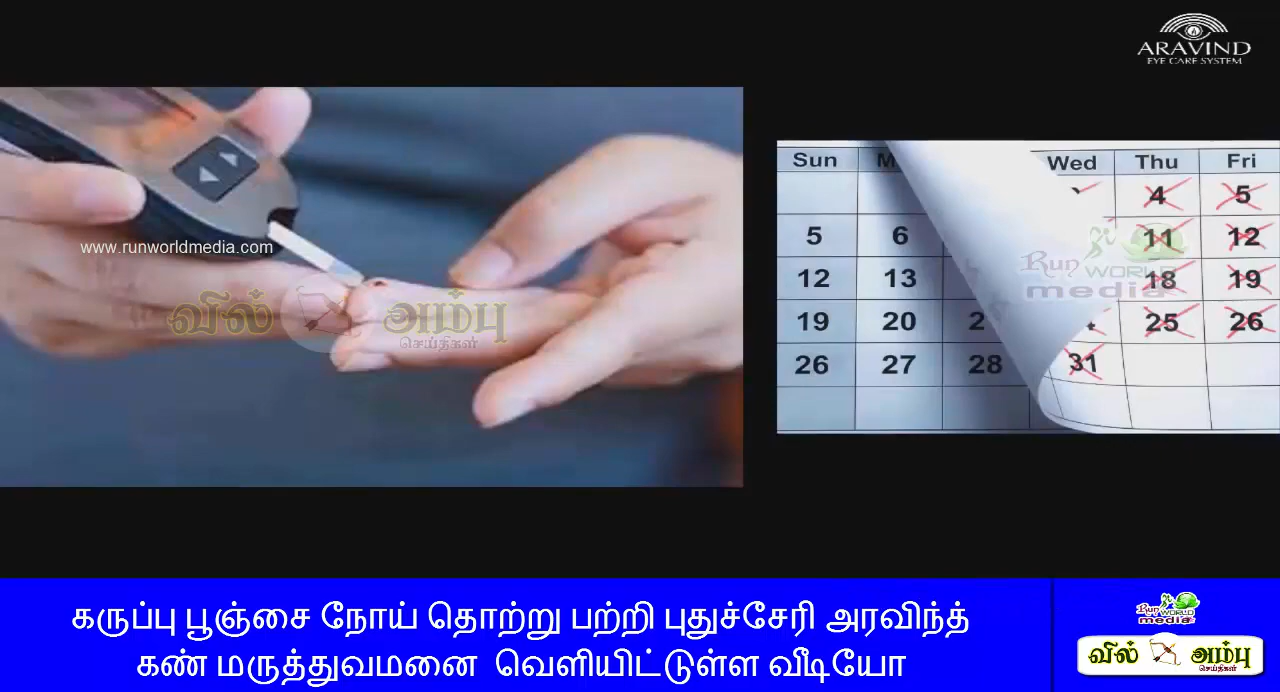 ARAVIND
EYE CARE SYSTEM
www.runworldmedia.com
வில் அம்பு
செய்திகள்
Sun Wed Thu Fri
4 5
5 6 11 12
12 13 18 19
19 20 25 26
26 27 28 31
Run WORLD
media
கருப்பு பூஞ்சை நோய் தொற்று பற்றி புதுச்சேரி அரவிந்த்
கண் மருத்துவமனை வெளியிட்டுள்ள வீடியோ
Run WORLD
media
வில் அம்பு
செய்திகள்